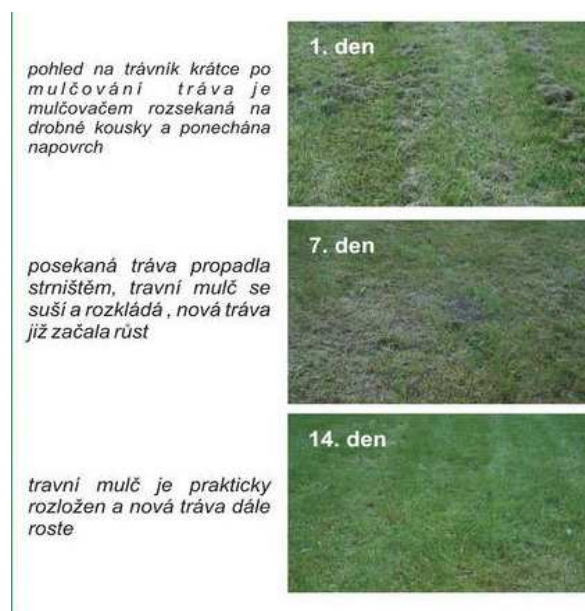 pohled na trávník krátce po
mulčování tráva je
mulčovačem rozsekaná na
drobné kousky a ponechána
napovrch
1. den
posekaná tráva propadla
strništěm, travní mulč se
suší a rozkládá , nová tráva
již začala růst
7. den
travní mulč je prakticky
rozložen a nová tráva dále
roste
14. den